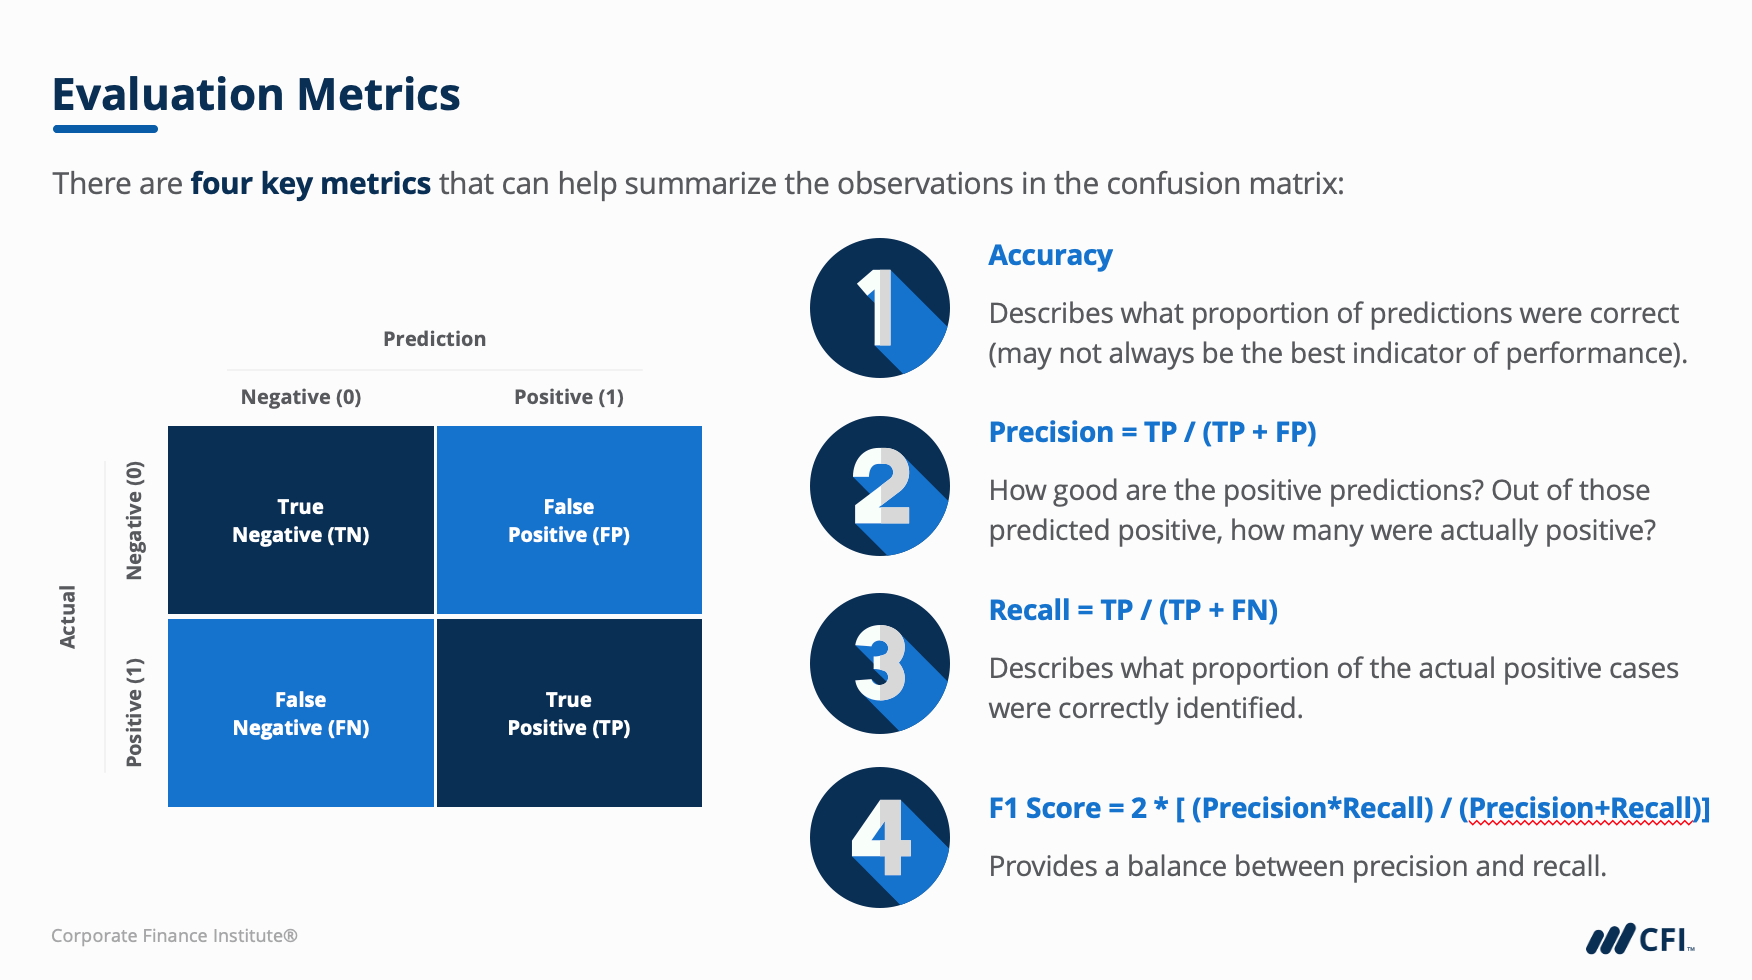 Evaluation Metrics
There are four key metrics that can help summarize the observations in the confusion matrix:
Prediction
Negative (0)
Positive (1)
Actual
Negative (0)
Positive (1)
True
Negative (TN)
False
Positive (FP)
False
Negative (FN)
True
Positive (TP)
1
Accuracy
Describes what proportion of predictions were correct
(may not always be the best indicator of performance).
2
Precision = TP / (TP + FP)
How good are the positive predictions? Out of those
predicted positive, how many were actually positive?
3
Recall = TP / (TP + FN)
Describes what proportion of the actual positive cases
were correctly identified.
4
F1 Score = 2 * [ (Precision*Recall) / (Precision+Recall)]
Provides a balance between precision and recall.
Corporate Finance Institute®
CFI™